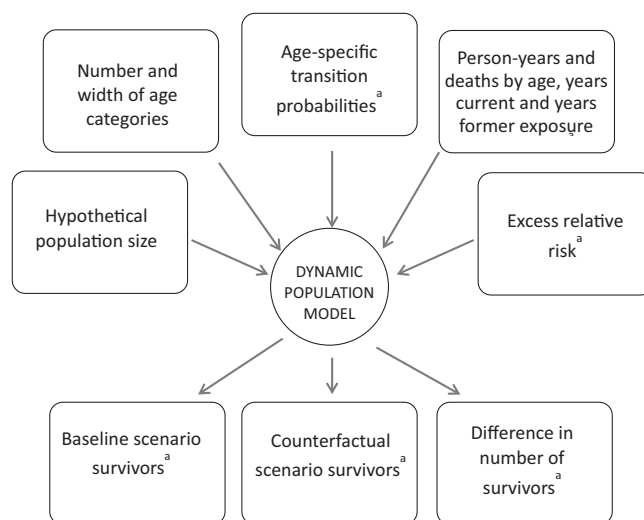 Number and
width of age
categories
Age-specific
transition
probabilities a
Person-years and
deaths by age, years
current and years
former exposure a
Hypothetical
population size
Excess relative
risk a
DYNAMIC
POPULATION
MODEL
Baseline scenario
survivors a
Counterfactual
scenario survivors a
Difference in
number of
survivors a